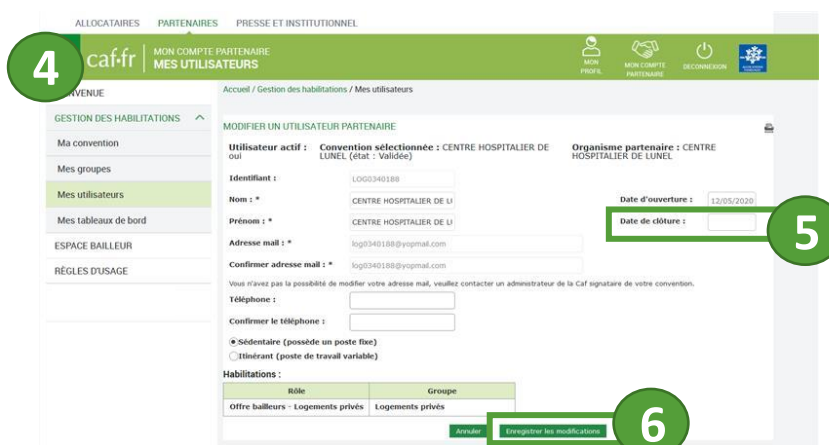 ALLOCATAIRES PARTENAIRES PRESSE ET INSTITUTIONNEL
4
caf.fr
MON COMPTE PARTENAIRE
MES UTILISATEURS
MON PROFIL
MON COMPTE PARTENAIRE
DECONNEXION
NVENUE
GESTION DES HABILITATIONS
Ma convention
Mes groupes
Mes utilisateurs
Mes tableaux de bord
ESPACE BAILLEUR
RÈGLES D'USAGE
Accueil / Gestion des habilitations / Mes utilisateurs
MODIFIER UN UTILISATEUR PARTENAIRE
Utilisateur actif : oui
Convention sélectionnée : CENTRE HOSPITALIER DE LUNEL (état : Validée)
Organisme partenaire : CENTRE HOSPITALIER DE LUNEL
Identifiant : LOG0340188
Nom : * CENTRE HOSPITALIER DE LU
Date d'ouverture : 12/05/2020
Prénom : * CENTRE HOSPITALIER DE LU
Date de clôture :
5
Adresse mail : * log0340188@yopmail.com
Confirmer adresse mail : * log0340188@yopmail.com
Vous n'avez pas la possibilité de modifier votre adresse mail, veuillez contacter un administrateur de la Caf signataire de votre convention.
Téléphone :
Confirmer le téléphone :
Sédentaire (possède un poste fixe)
Itinérant (poste de travail variable)
Habilitations :
Rôle Groupe
Offre bailleurs - Logements privés Logements privés
Annuler Enregistrer les modifications
6